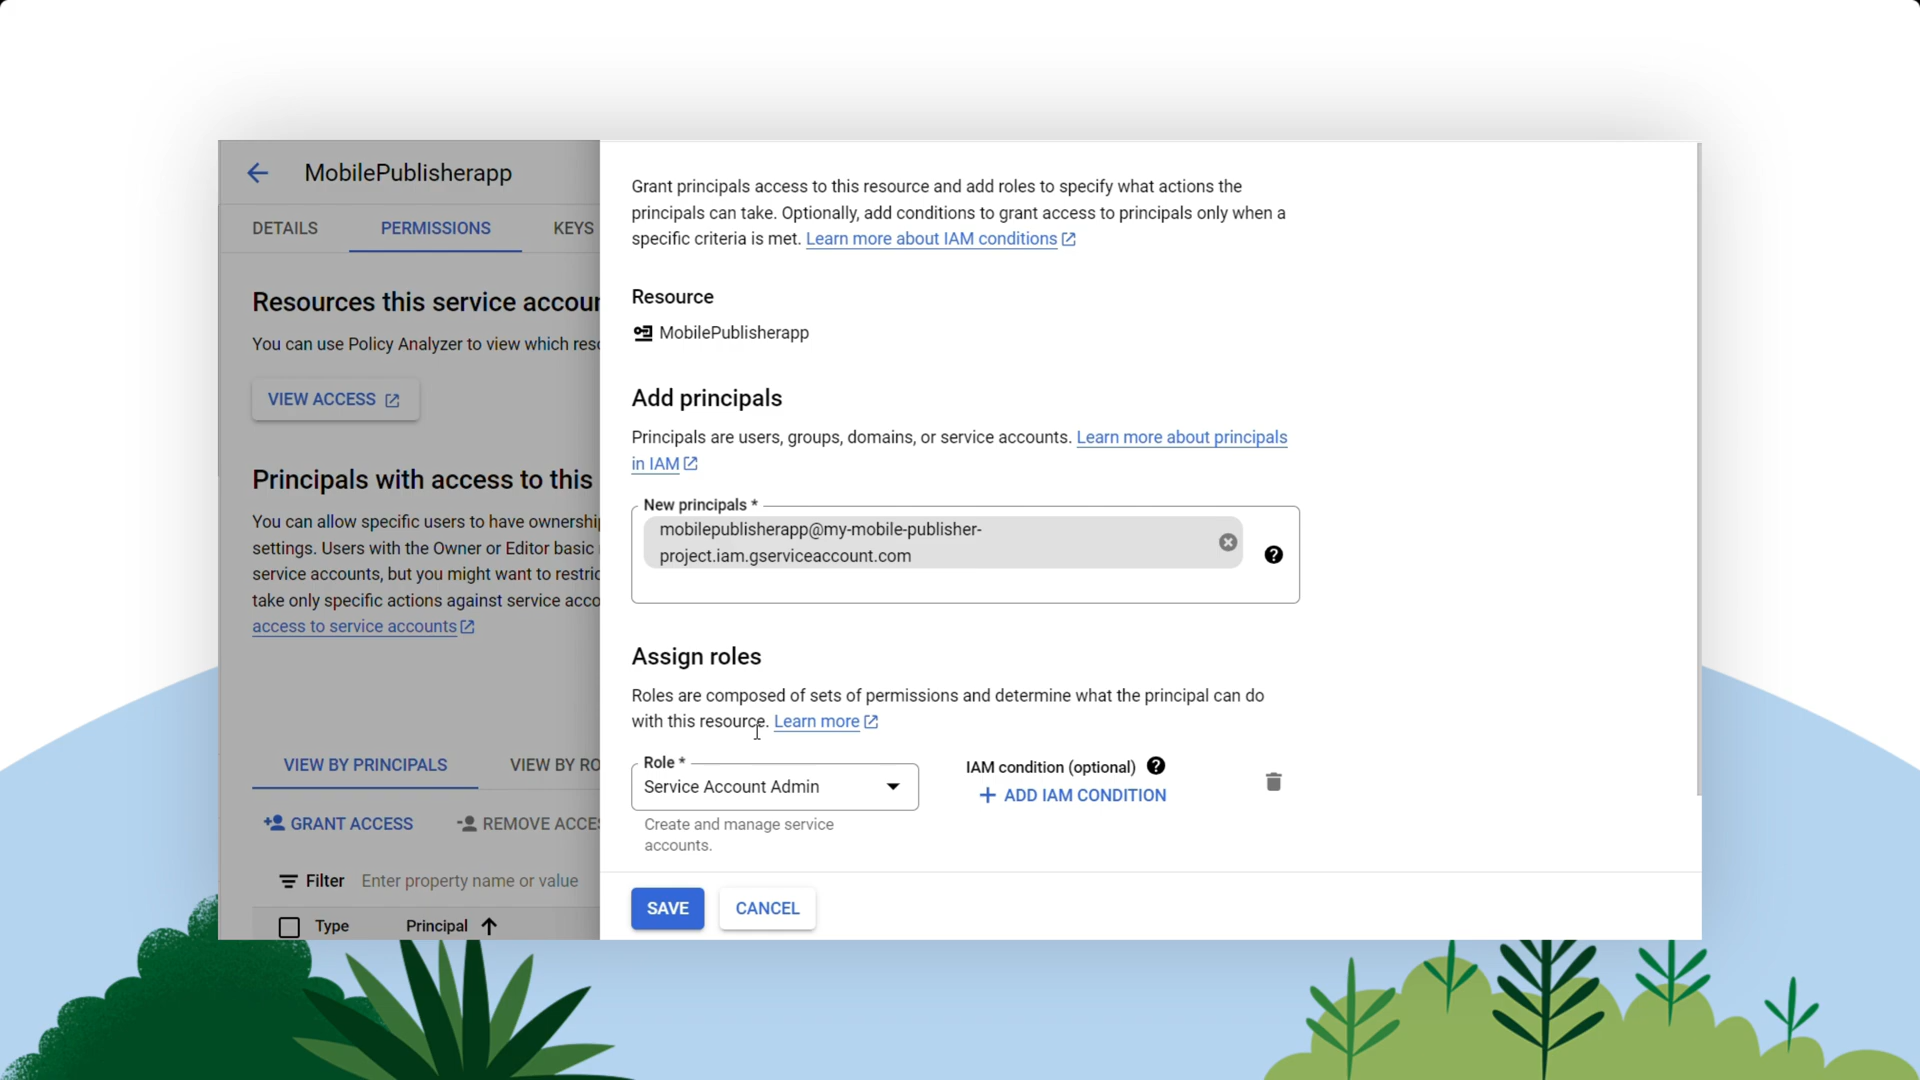 MobilePublisherapp
DETAILS
PERMISSIONS
KEYS
Resources this service accoun
You can use Policy Analyzer to view which reso
VIEW ACCESS
Principals with access to this
You can allow specific users to have ownership
settings. Users with the Owner or Editor basic
service accounts, but you might want to restric
take only specific actions against service acco
access to service accounts
VIEW BY PRINCIPALS
VIEW BY RO
GRANT ACCESS
REMOVE ACCES
Filter
Enter property name or value
Type
Principal
Grant principals access to this resource and add roles to specify what actions the
principals can take. Optionally, add conditions to grant access to principals only when a
specific criteria is met. Learn more about IAM conditions
Resource
MobilePublisherapp
Add principals
Principals are users, groups, domains, or service accounts. Learn more about principals
in IAM
New principals *
mobilepublisherapp@my-mobile-publisher-
project.iam.gserviceaccount.com
Assign roles
Roles are composed of sets of permissions and determine what the principal can do
with this resource. Learn more
Role *
Service Account Admin
Create and manage service
accounts.
IAM condition (optional)
ADD IAM CONDITION
SAVE
CANCEL